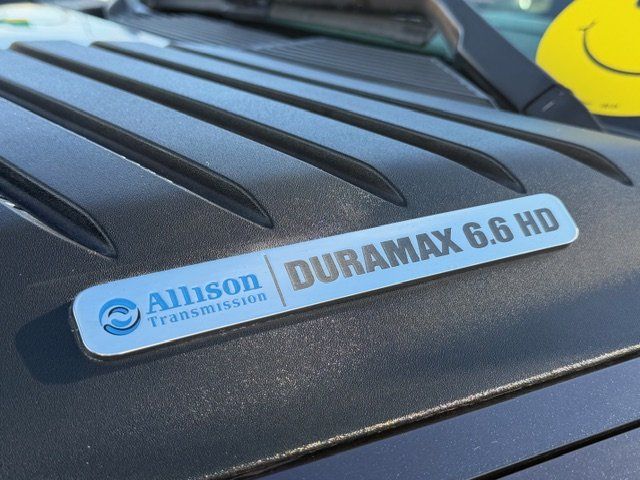 Allison
Transmission
DURAMAX 6.6 HD